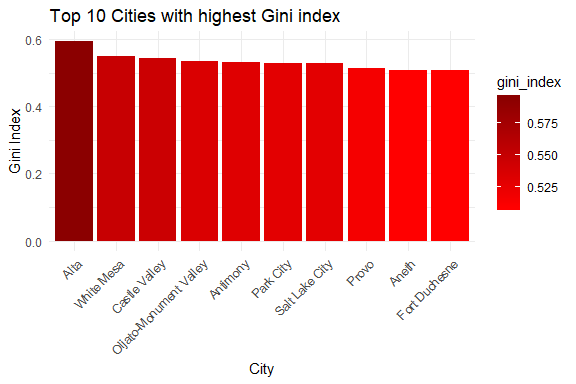 Top 10 Cities with highest Gini index
Gini Index
0.6
0.4
0.2
0.0
Alta
White Mesa
Castle Valley
Oljato-Monument Valley
Antimony
Park City
Salt Lake City
Provo
Aneth
Fort Duchesne
City
gini_index
0.575
0.550
0.525